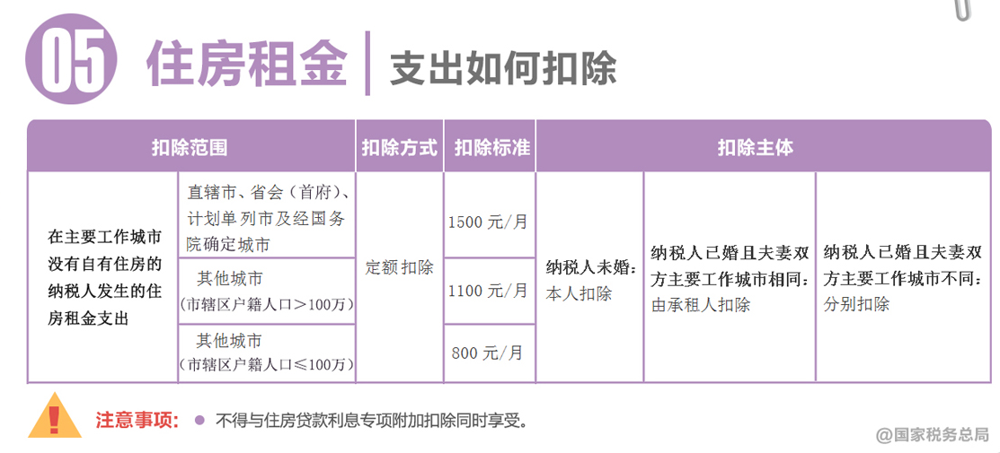 05 住房租金 支出如何扣除
扣除范围 扣除方式 扣除标准 扣除主体
在主要工作城市
没有自有住房的
纳税人发生的住
房租金支出
直辖市、省会（首府）、
计划单列市及经国务
院确定城市
其他城市
（市辖区户籍人口＞100万）
其他城市
（市辖区户籍人口≤100万）
定额扣除
1500 元/月
1100 元/月
800 元/月
纳税人未婚：
本人扣除
纳税人已婚且夫妻双
方主要工作城市相同：
由承租人扣除
纳税人已婚且夫妻双
方主要工作城市不同：
分别扣除
! 注意事项： ● 不得与住房贷款利息专项附加扣除同时享受。
@国家税务总局